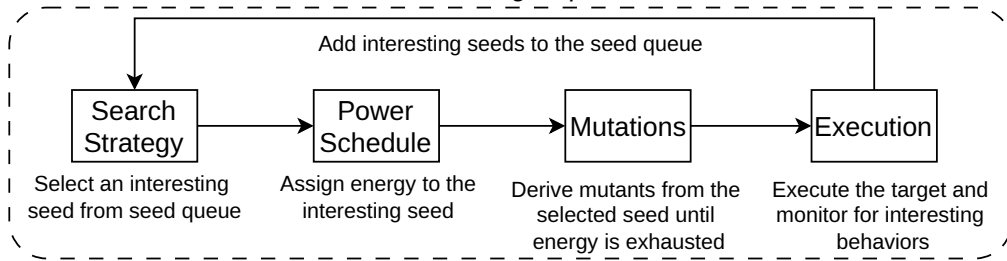 Add interesting seeds to the seed queue
Search
Strategy
Power
Schedule
Mutations
Execution
Select an interesting
seed from seed queue
Assign energy to the
interesting seed
Derive mutants from the
selected seed until
energy is exhausted
Execute the target and
monitor for interesting
behaviors